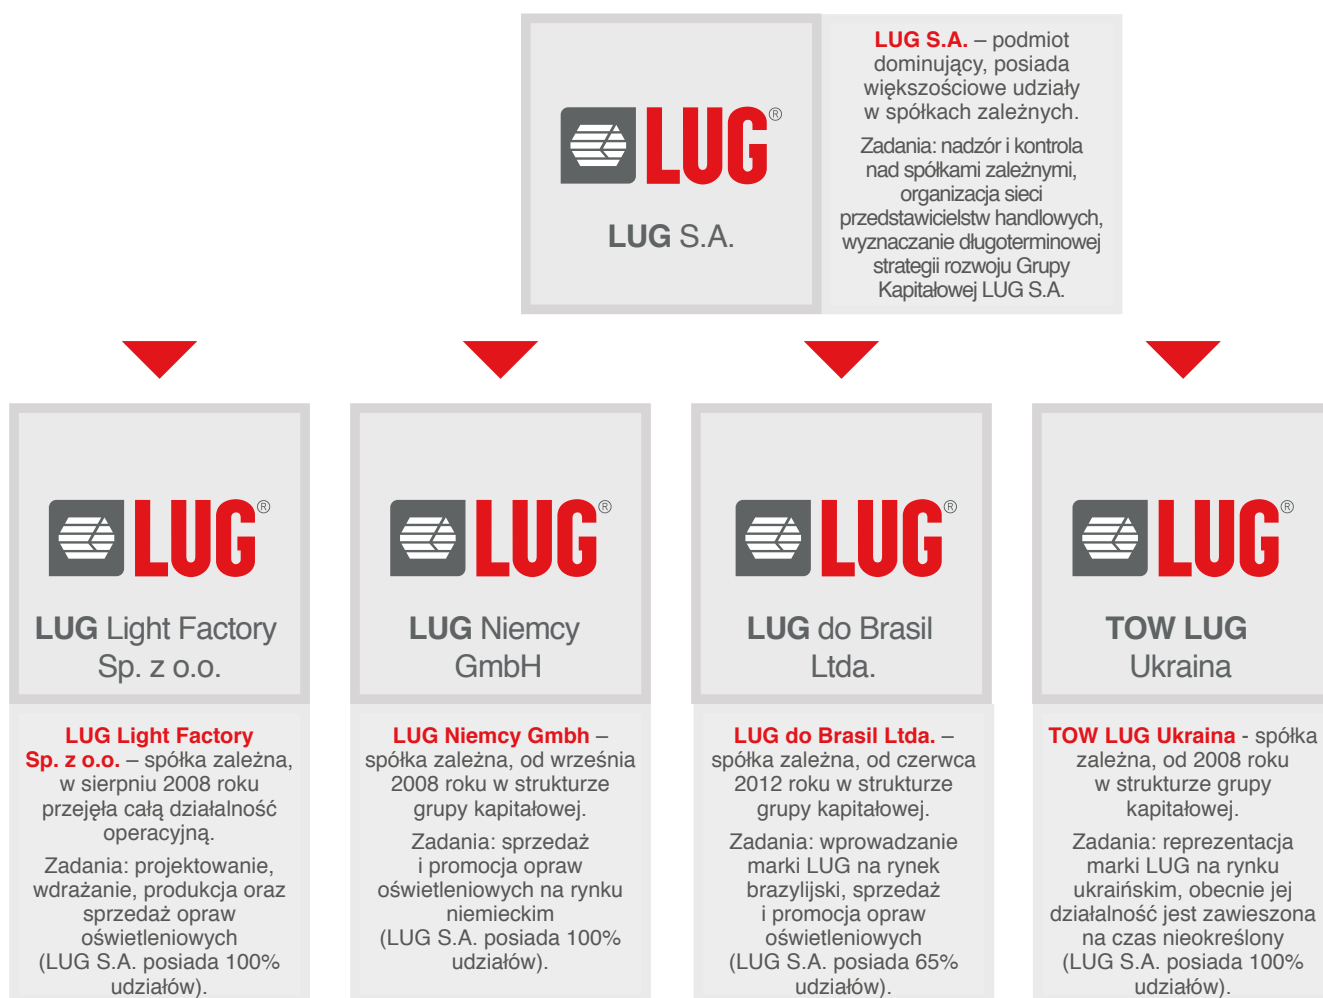 LUG®
LUG S.A.
LUG S.A. – podmiot
dominujący, posiada
większościowe udziały
w spółkach zależnych.
Zadania: nadzór i kontrola
nad spółkami zależnymi,
organizacja sieci
przedstawicielstw handlowych,
wyznaczanie długoterminowej
strategii rozwoju Grupy
Kapitałowej LUG S.A.
LUG®
LUG Light Factory
Sp. z o.o.
LUG Light Factory
Sp. z o.o. – spółka zależna,
w sierpniu 2008 roku
przejęła całą działalność
operacyjną.
Zadania: projektowanie,
wdrażanie, produkcja oraz
sprzedaż opraw
oświetleniowych
(LUG S.A. posiada 100%
udziałów).
LUG®
LUG Niemcy
GmbH
LUG Niemcy Gmbh –
spółka zależna, od września
2008 roku w strukturze
grupy kapitałowej.
Zadania: sprzedaż
i promocja opraw
oświetleniowych na rynku
niemieckim
(LUG S.A. posiada 100%
udziałów).
LUG®
LUG do Brasil
Ltda.
LUG do Brasil Ltda. –
spółka zależna, od czerwca
2012 roku w strukturze
grupy kapitałowej.
Zadania: wprowadzanie
marki LUG na rynek
brazylijski, sprzedaż
i promocja opraw
oświetleniowych
(LUG S.A. posiada 65%
udziałów).
LUG®
TOW LUG
Ukraina
TOW LUG Ukraina - spółka
zależna, od 2008 roku
w strukturze grupy
kapitałowej.
Zadania: reprezentacja
marki LUG na rynku
ukraińskim, obecnie jej
działalność jest zawieszona
na czas nieokreślony
(LUG S.A. posiada 100%
udziałów).